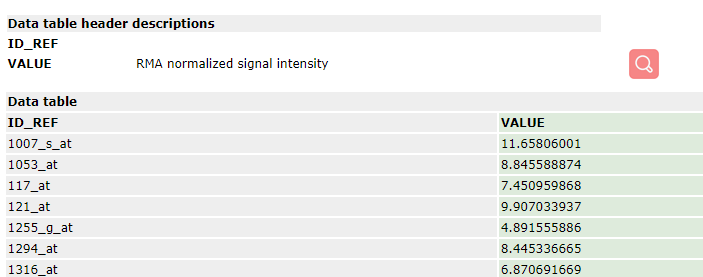 Data table header descriptions
ID_REF
VALUE RMA normalized signal intensity
Data table
ID_REF VALUE
1007_s_at 11.65806001
1053_at 8.845588874
117_at 7.450959868
121_at 9.907033937
1255_g_at 4.891555886
1294_at 8.445336665
1316_at 6.870691669